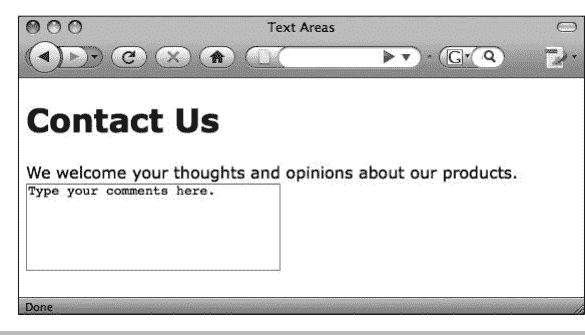 Text Areas
G
Contact Us
We welcome your thoughts and opinions about our products.
Type your comments here.
Done